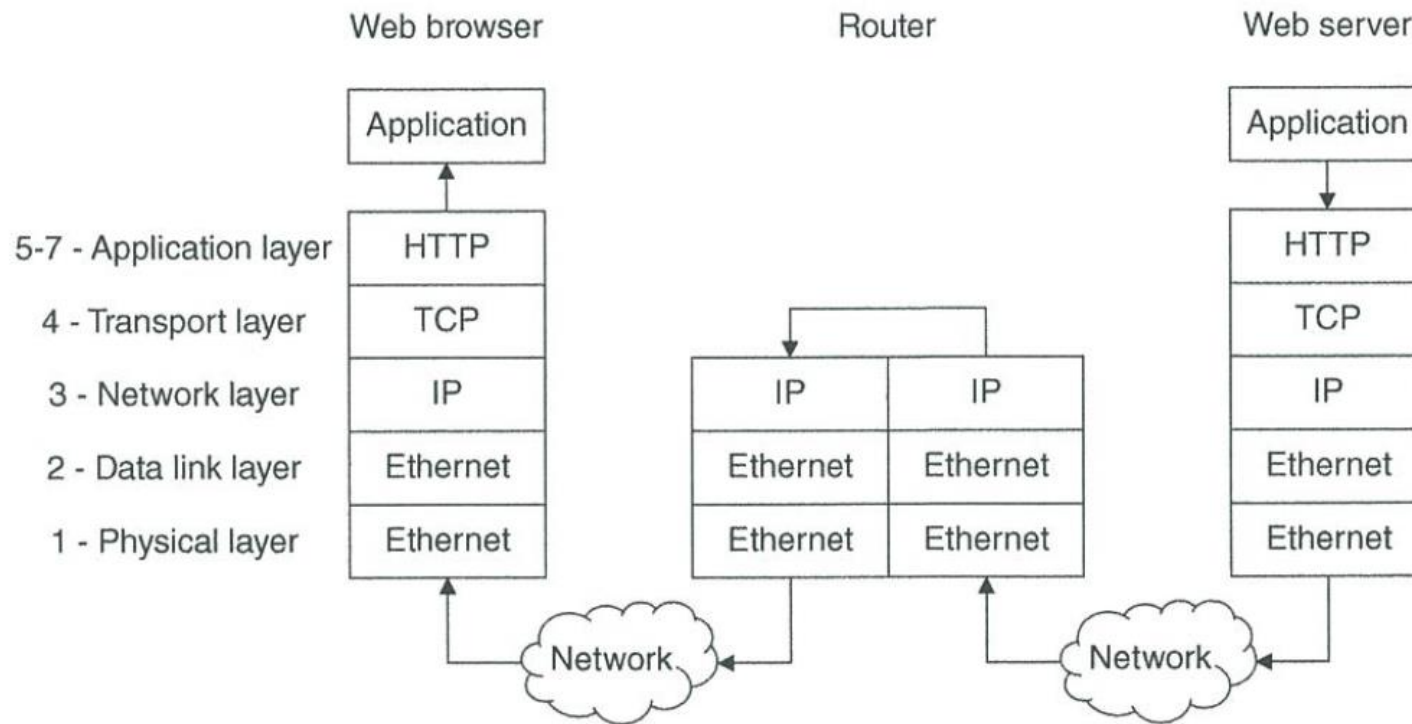 Web browser Router Web server
Application Application
5-7 - Application layer HTTP HTTP
4 - Transport layer TCP TCP
3 - Network layer IP IP IP IP
2 - Data link layer Ethernet Ethernet Ethernet Ethernet
1 - Physical layer Ethernet Ethernet Ethernet Ethernet
Network Network